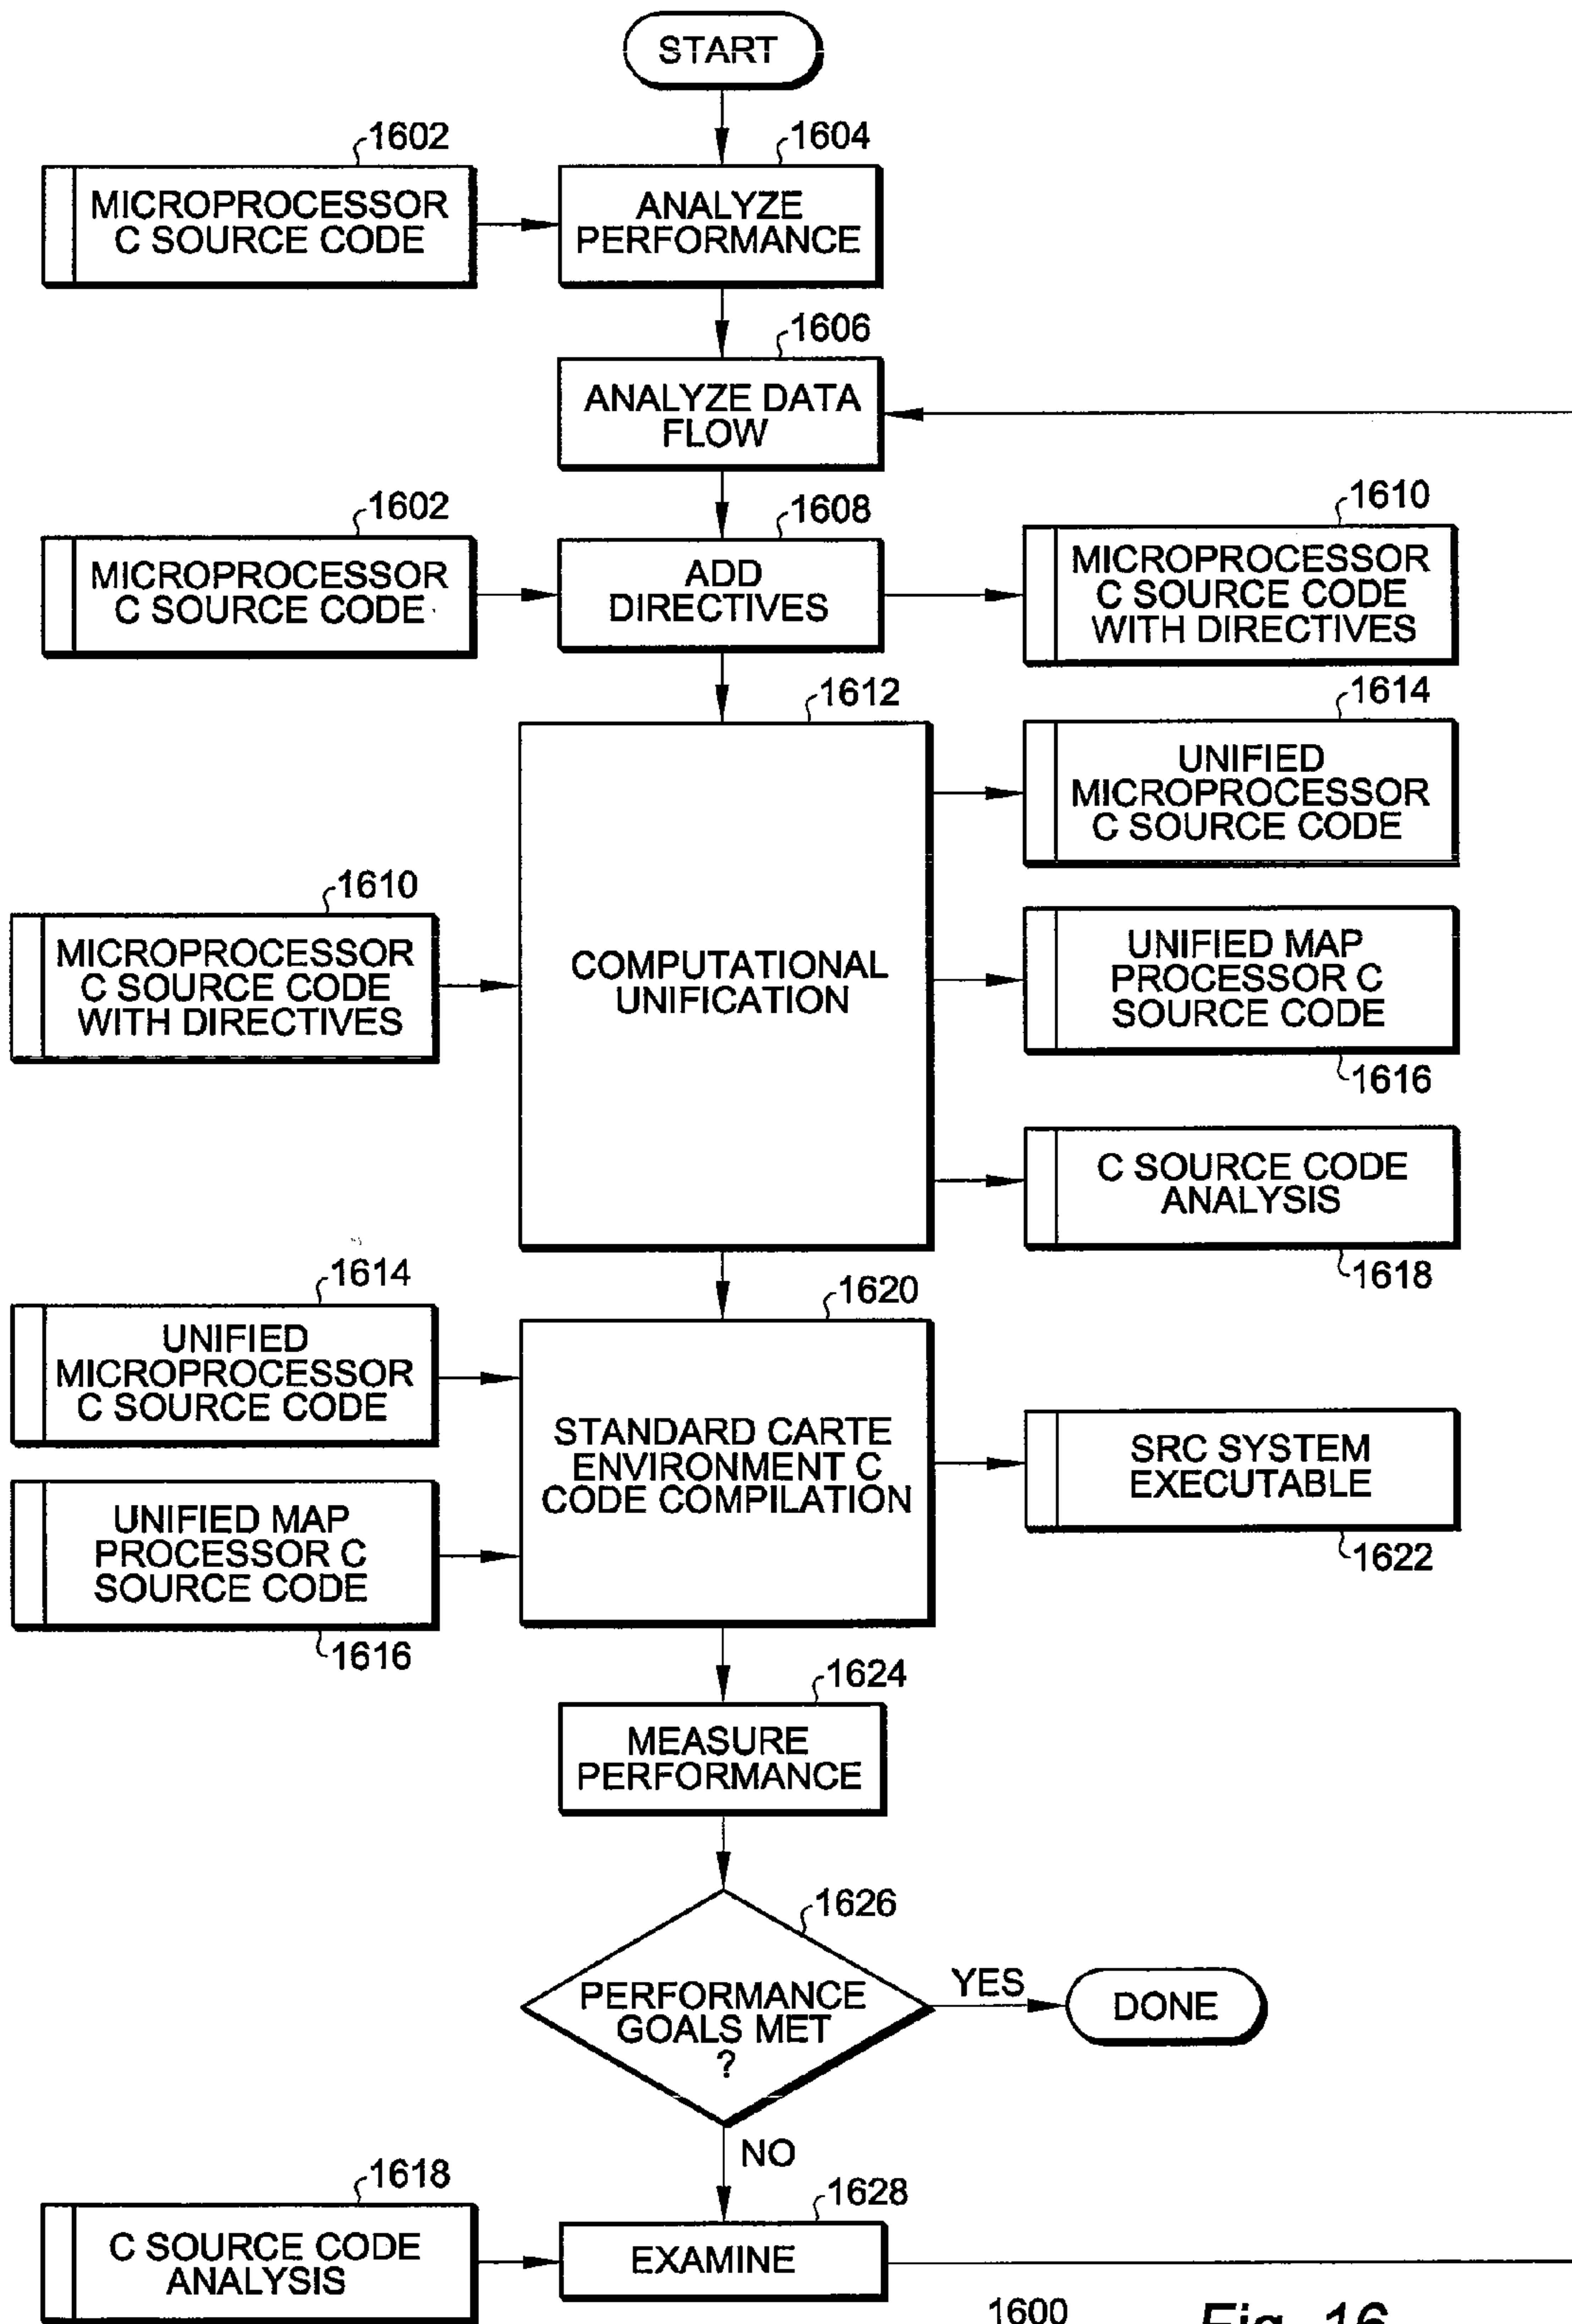 START
1602
MICROPROCESSOR
C SOURCE CODE
1604
ANALYZE
PERFORMANCE
1606
ANALYZE DATA
FLOW
1602
MICROPROCESSOR
C SOURCE CODE
1608
ADD
DIRECTIVES
1610
MICROPROCESSOR
C SOURCE CODE
WITH DIRECTIVES
1612
COMPUTATIONAL
UNIFICATION
1614
UNIFIED
MICROPROCESSOR
C SOURCE CODE
1610
MICROPROCESSOR
C SOURCE CODE
WITH DIRECTIVES
UNIFIED MAP
PROCESSOR C
SOURCE CODE
1616
C SOURCE CODE
ANALYSIS
1618
1614
UNIFIED
MICROPROCESSOR
C SOURCE CODE
1620
STANDARD CARTE
ENVIRONMENT C
CODE COMPILATION
SRC SYSTEM
EXECUTABLE
1622
UNIFIED MAP
PROCESSOR C
SOURCE CODE
1616
1624
MEASURE
PERFORMANCE
1626
PERFORMANCE
GOALS MET
?
YES
DONE
NO
1618
C SOURCE CODE
ANALYSIS
1628
EXAMINE
1600
Fig. 16